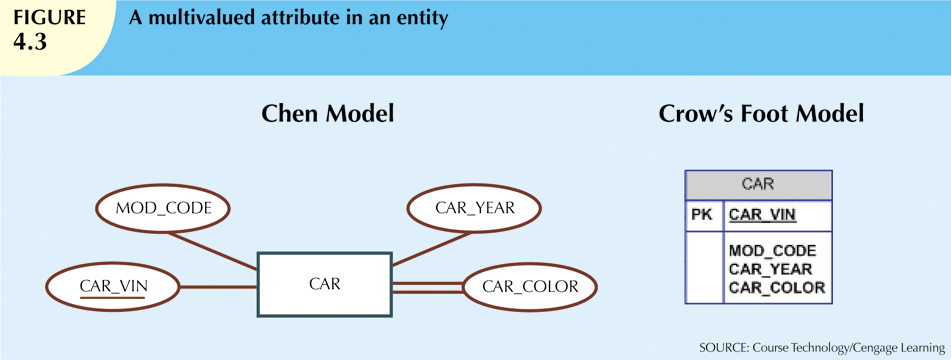 FIGURE
4.3
A multivalued attribute in an entity
Chen Model
Crow's Foot Model
MOD_CODE
CAR_YEAR
CAR_VIN
CAR
CAR_COLOR
CAR
PK CAR_VIN
MOD_CODE
CAR_YEAR
CAR_COLOR
SOURCE: Course Technology/Cengage Learning